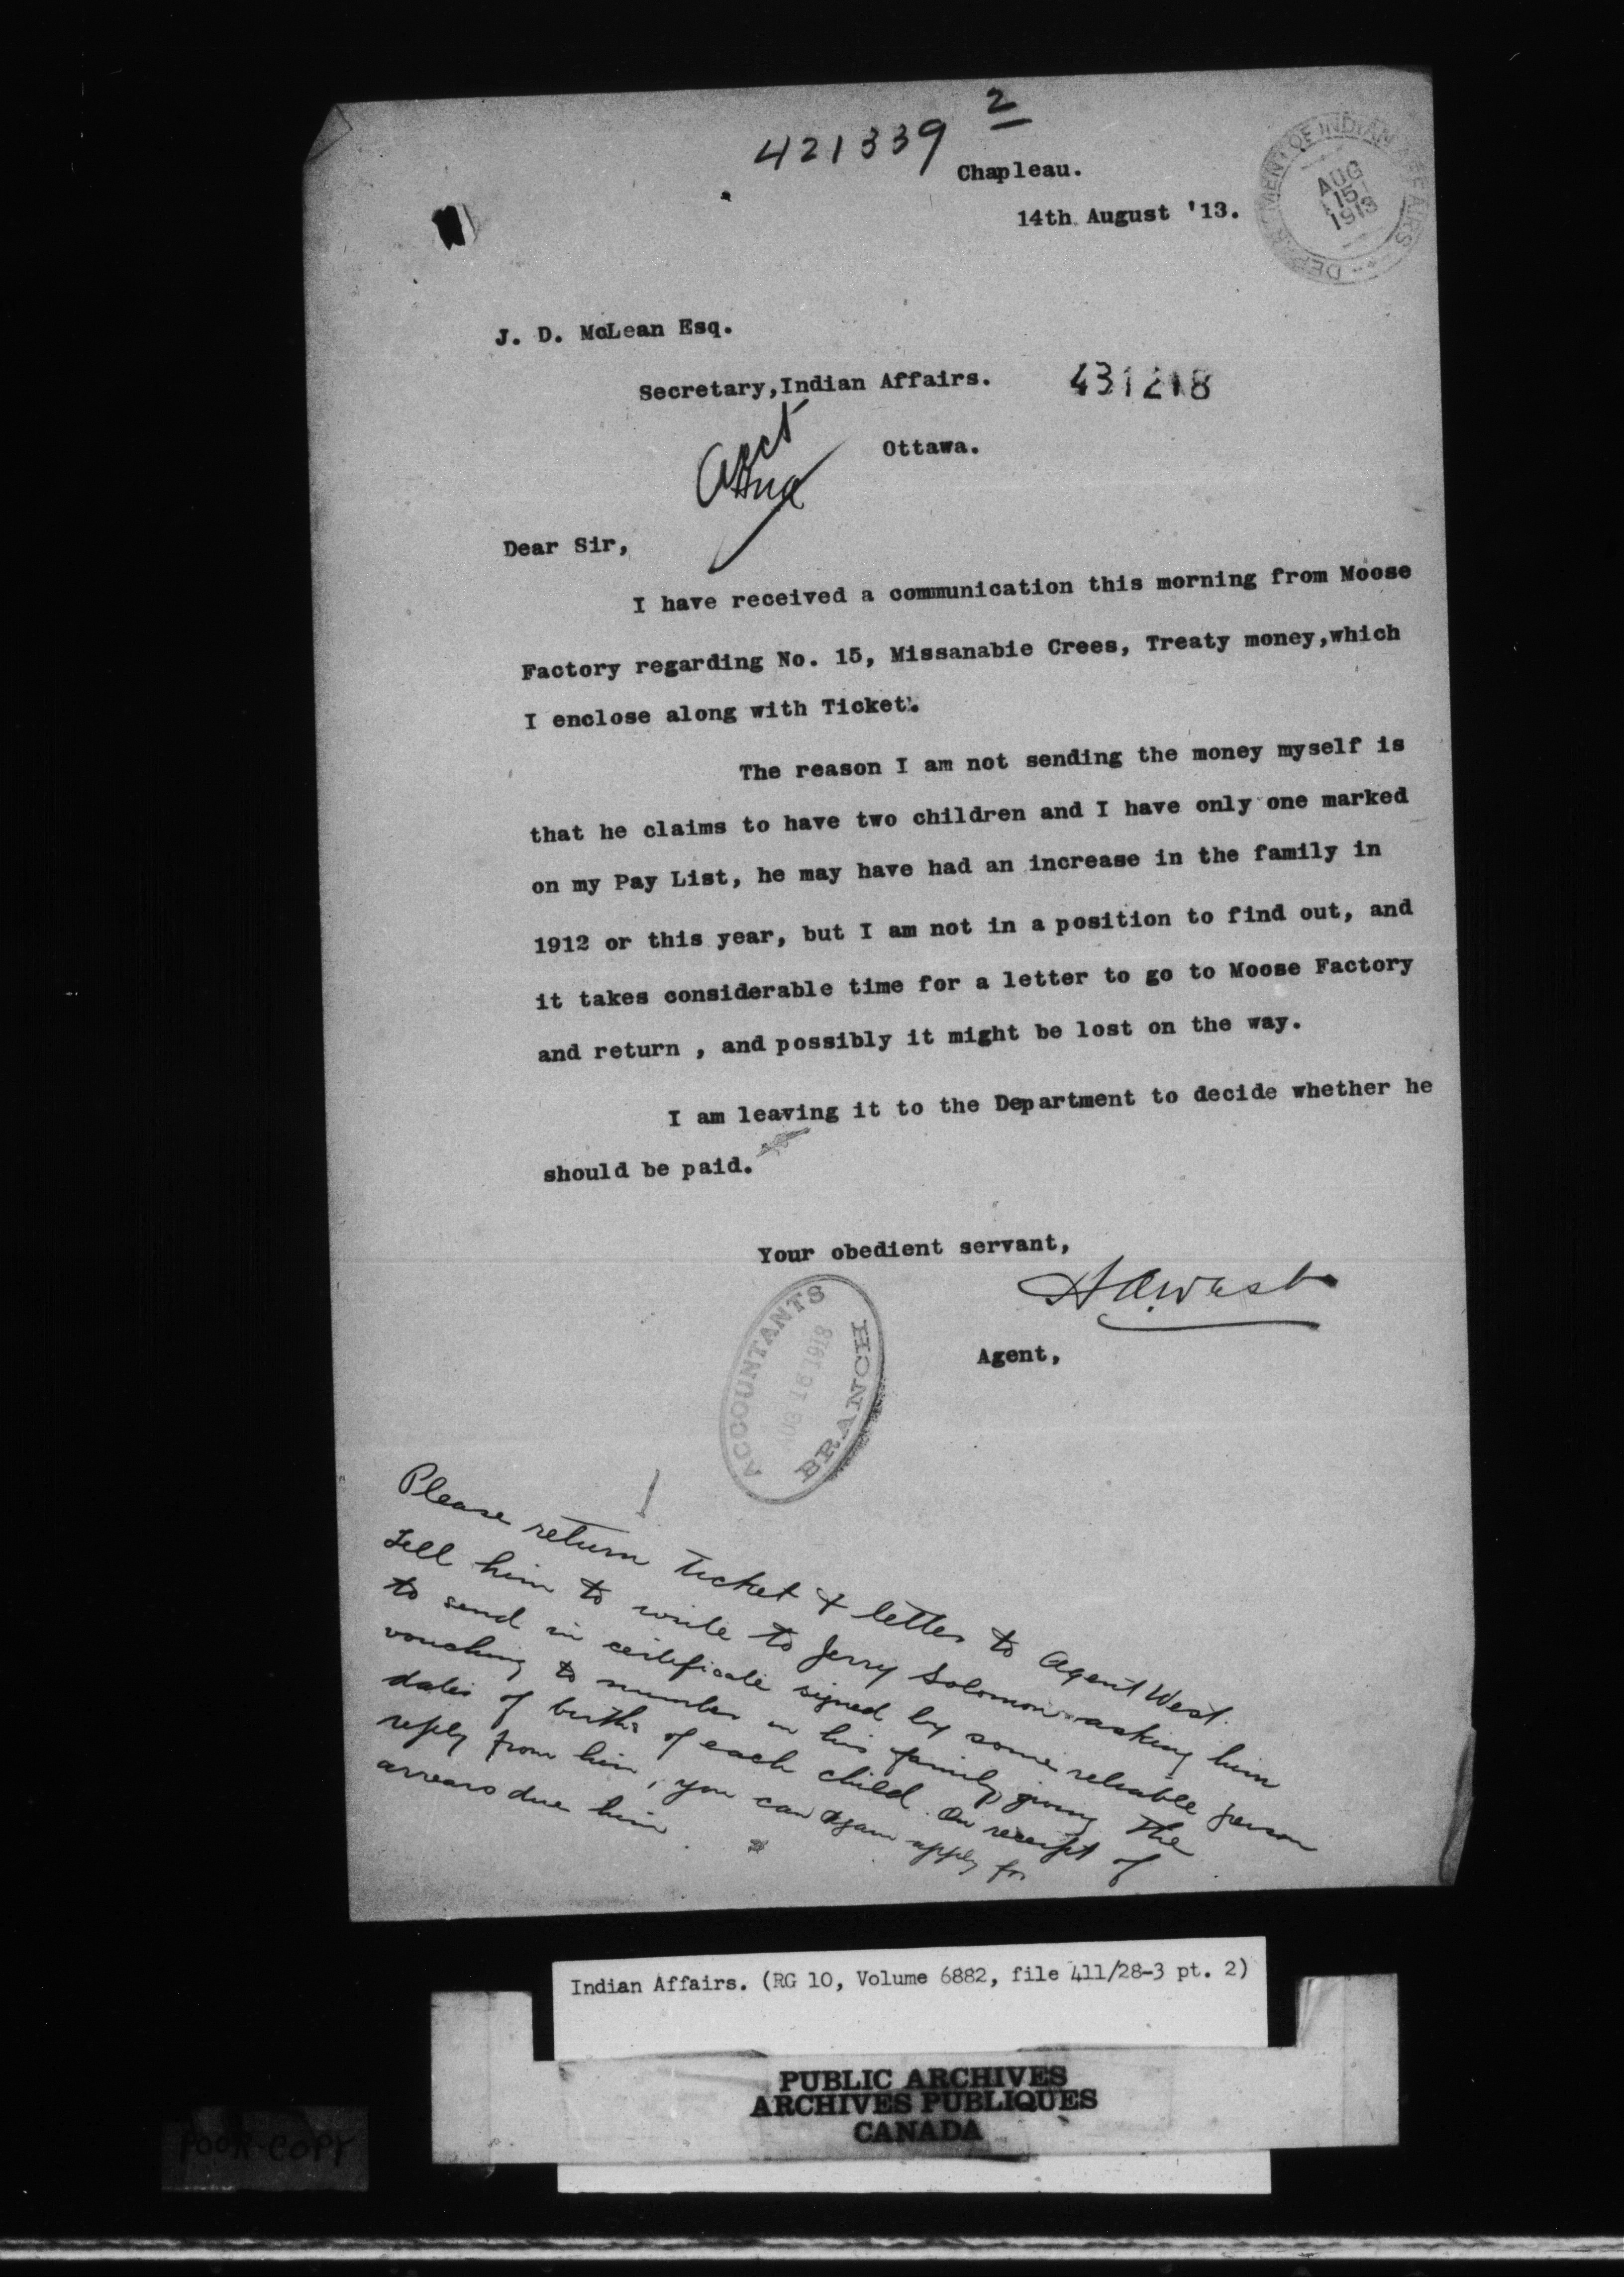 2
421339
Chapleau.
14th August '13.
DEPARTMENT OF INDIAN AFFAIRS
AUG
15
1913
J. D. McLean Esq.
Secretary,Indian Affairs.
431218
Ottawa.
Acct
Dear Sir,
I have received a communication this morning from Moose
Factory regarding No. 15, Missanabie Crees, Treaty money,which
I enclose along with Ticket.
The reason I am not sending the money myself is
that he claims to have two children and I have only one marked
on my Pay List, he may have had an increase in the family in
1912 or this year, but I am not in a position to find out, and
it takes considerable time for a letter to go to Moose Factory
and return , and possibly it might be lost on the way.
I am leaving it to the Department to decide whether he
should be paid.
Your obedient servant,
HAWest
Agent,
ACCOUNTANTS
AUG 16 1913
BRANCH
Please return Ticket & letter to Agent West.
Tell him to write to Jerry Solomon asking him
to send in certificate signed by some reliable person
vouching to number in his family, giving the
dates of births of each child. On receipt of
reply from him, you can again apply for
arrears due him.
Indian Affairs. (RG 10, Volume 6882, file 411/28-3 pt. 2)
PUBLIC ARCHIVES
ARCHIVES PUBLIQUES
CANADA
POOR COPY